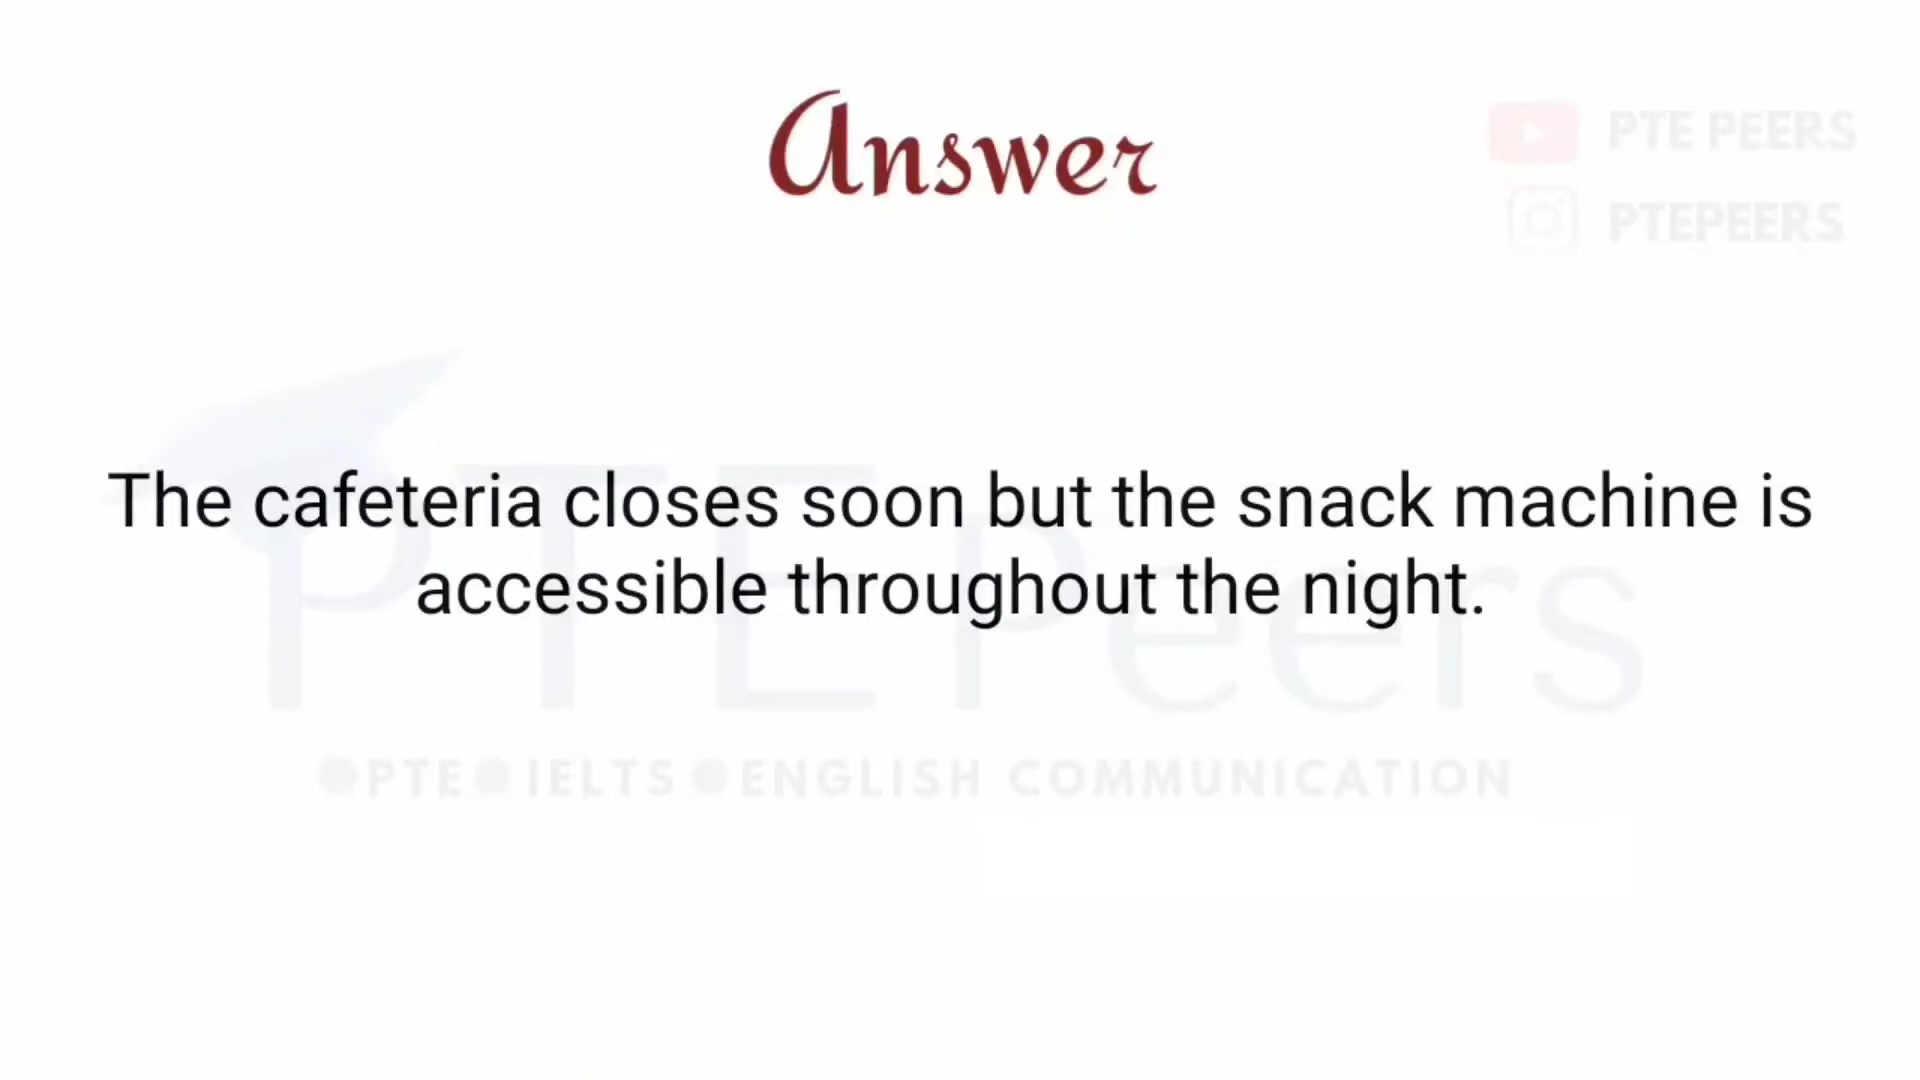 Answer
PTE PEERS
PTEPEERS
The cafeteria closes soon but the snack machine is
accessible throughout the night.
PTE Peers
PTE IELTS ENGLISH COMMUNICATION